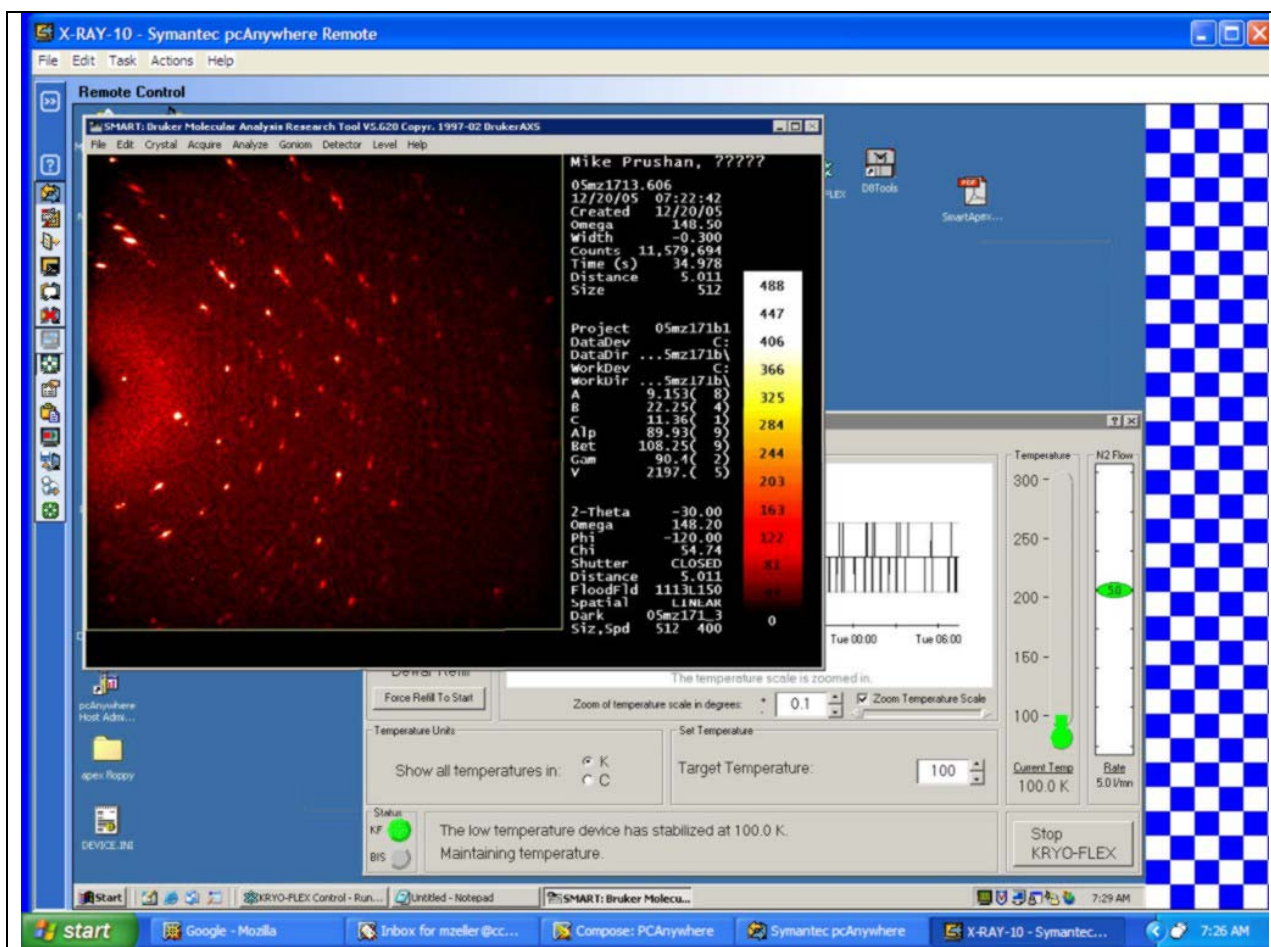 X-RAY-10 - Symantec pcAnywhere Remote
File Edit Task Actions Help
Remote Control
SMART: Bruker Molecular Analysis Research Tool V5.620 Copyr. 1997-02 BrukerAXS
File Edit Crystal Acquire Analyze Goniom Detector Level Help
Mike Prushan, ?????
05mz1713.606
12/20/05 07:22:42
Created 12/20/05
Omega 148.50
Width -0.300
Counts 11,579,694
Time (s) 34.978
Distance 5.011
Size 512
Project 05mz171b1
DataDev C:
DataDir ...5mz171b\
WorkDev C:
WorkDir ...5mz171b\
A 9.153( 8)
B 22.25( 4)
C 11.36( 1)
Alp 89.93( 9)
Bet 108.25( 9)
Gam 90.4( 2)
V 2197.( 5)
2-Theta -30.00
Omega 148.20
Phi -120.00
Chi 54.74
Shutter CLOSED
Distance 5.011
FloodFld 1113L150
Spatial LINEAR
Dark 05mz171_3
Siz,Spd 512 400
488
447
406
366
325
284
244
203
163
122
81
0
FLEX
DBTools
SmartApex...
Temperature
N2 Flow
300
250
200
150
100
5.0
Current Temp
100.0 K
Rate
5.0 l/mn
Tue 00:00 Tue 06:00
The temperature scale is zoomed in.
Dewar Refill
Force Refill To Start
Zoom of temperature scale in degrees: + - 0.1
Zoom Temperature Scale
Temperature Units
Show all temperatures in: K
C
Set Temperature
Target Temperature: 100
Status
KF
BIS
The low temperature device has stabilized at 100.0 K.
Maintaining temperature.
Stop
KRYO-FLEX
pcAnywhere
Host Admi...
apex floppy
DEVICE.INI
Start
KRYO-FLEX Control - Run...
Untitled - Notepad
SMART: Bruker Molecu...
7:29 AM
start
Google - Mozilla
Inbox for mzeller@cc...
Compose: PCAnywhere
Symantec pcAnywhere
X-RAY-10 - Symantec...
7:26 AM